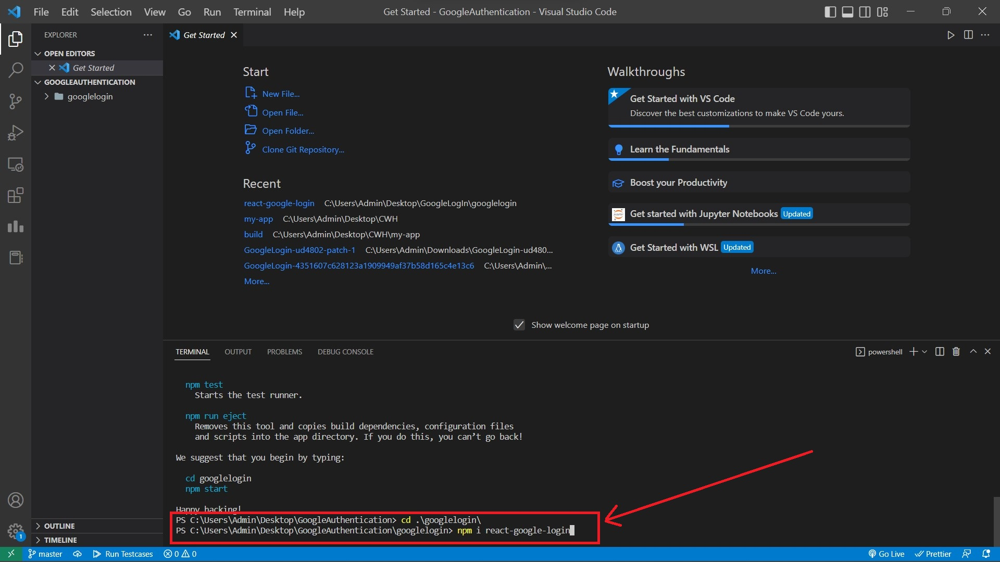 File Edit Selection View Go Run Terminal Help
Get Started - GoogleAuthentication - Visual Studio Code
EXPLORER
OPEN EDITORS
Get Started
GOOGLEAUTHENTICATION
googlelogin
OUTLINE
TIMELINE
Get Started
Start
New File...
Open File...
Open Folder...
Clone Git Repository...
Recent
react-google-login C:\Users\Admin\Desktop\GoogleLogIn\googlelogin
my-app C:\Users\Admin\Desktop\CWH
build C:\Users\Admin\Desktop\CWH\my-app
GoogleLogin-ud4802-patch-1 C:\Users\Admin\Downloads\GoogleLogin-ud480...
GoogleLogin-4351607c628123a1909949af37b58d165c4e13c6 C:\Users\Admin\...
More...
Walkthroughs
Get Started with VS Code
Discover the best customizations to make VS Code yours.
Learn the Fundamentals
Boost your Productivity
Get started with Jupyter Notebooks Updated
Get Started with WSL Updated
More...
Show welcome page on startup
TERMINAL OUTPUT PROBLEMS DEBUG CONSOLE
powershell
npm test
Starts the test runner.
npm run eject
Removes this tool and copies build dependencies, configuration files
and scripts into the app directory. If you do this, you can’t go back!
We suggest that you begin by typing:
cd googlelogin
npm start
Happy hacking!
PS C:\Users\Admin\Desktop\GoogleAuthentication> cd .\googlelogin\
PS C:\Users\Admin\Desktop\GoogleAuthentication\googlelogin> npm i react-google-login
1
master Run Testcases 0 0
Go Live Prettier